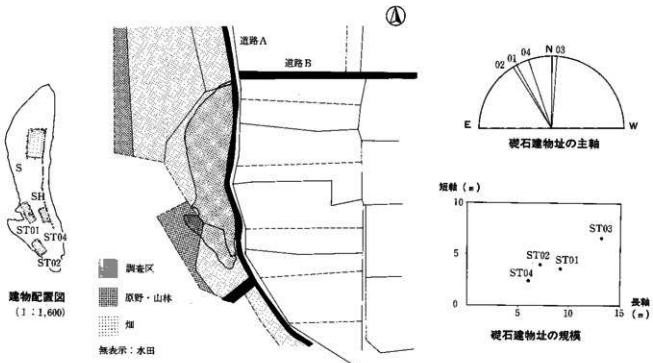 道路A
道路B
S
SH
ST01
ST04
ST02
建物配置図
(1:1,600)
調査区
原野・山林
畑
無表示:水田
02 01 04 N 03
E
W
礎石建物址の主軸
短軸(m)
10
5
0
ST03
ST02
ST01
ST04
5
10
15
長軸
(m)
礎石建物址の規模